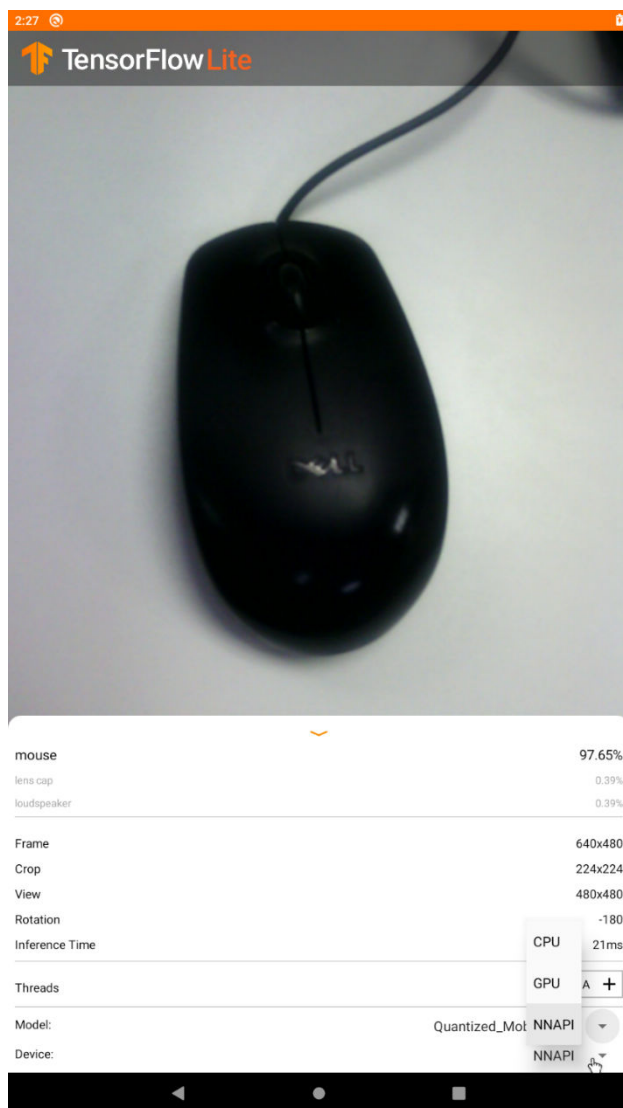 2:27
TensorFlow Lite
DELL
mouse 97.65%
lens cap 0.39%
loudspeaker 0.39%
Frame 640x480
Crop 224x224
View 480x480
Rotation -180
Inference Time 21ms
CPU
Threads A +
GPU
Model: Quantized_Mob
NNAPI
Device: NNAPI